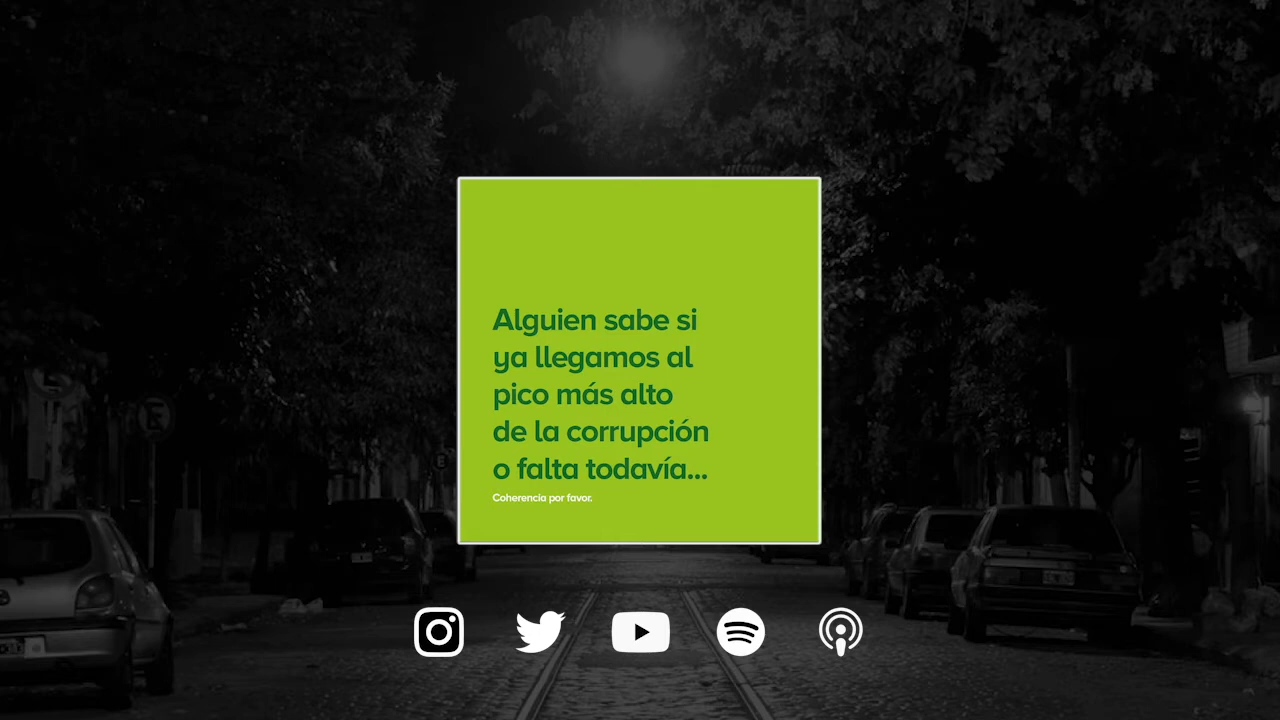 Alguien sabe si
ya llegamos al
pico más alto
de la corrupción
o falta todavía...
Coherencia por favor.
E